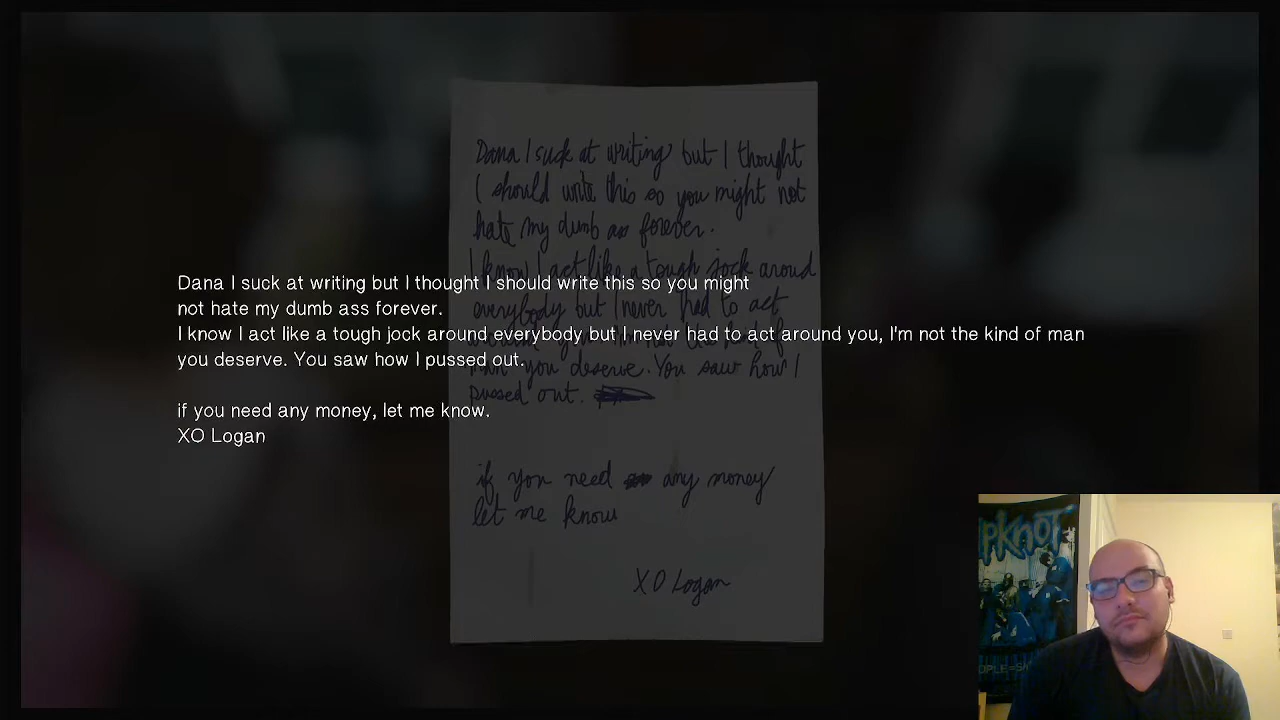 Dana I suck at writing but I thought I should write this so you might
not hate my dumb ass forever.
I know I act like a tough jock around everybody but I never had to act around you, I'm not the kind of man
you deserve. You saw how I pussed out.
if you need any money, let me know.
XO Logan
Dana I suck at writing but I thought
I should write this so you might not
hate my dumb ass forever.
I know I act like a tough jock aroud
everybody but I never had to act
man you deserve. You saw how I
pussed out.
if you need any money
let me know
XO Logan
pknot
OPLE=S